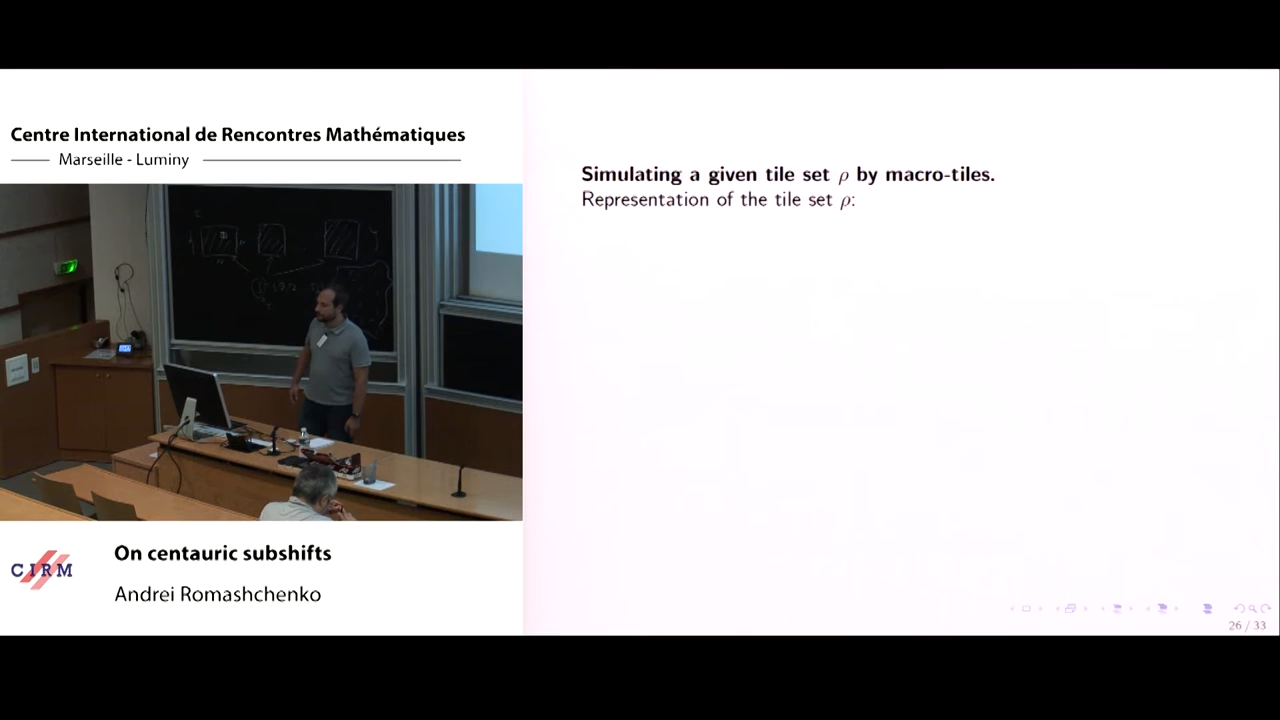 Centre International de Rencontres Mathématiques
Marseille - Luminy
Simulating a given tile set ρ by macro-tiles.
Representation of the tile set ρ:
On centauric subshifts
CIRM
Andrei Romashchenko
26 / 33